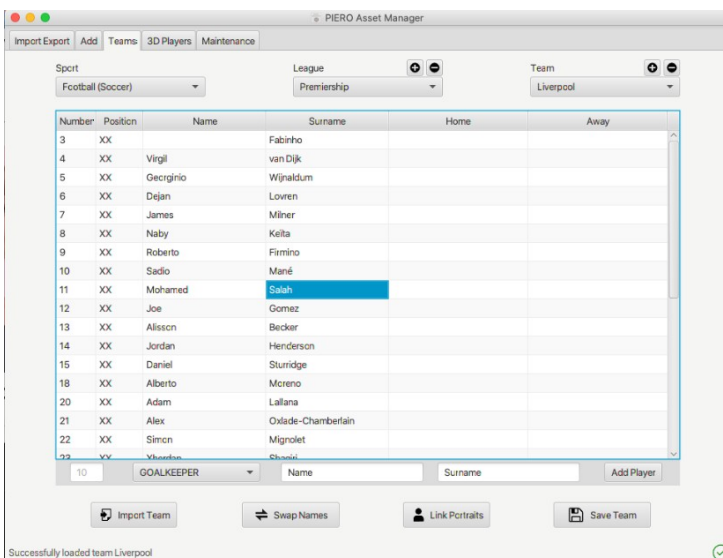 PIERO Asset Manager
Import Export Add Teams 3D Players Maintenance
Sport League Team
Football (Soccer) Premiership Liverpool
Number Position Name Surname Home Away
3 XX Fabinho
4 XX Virgil van Dijk
5 XX Georginio Wijnaldum
6 XX Dejan Lovren
7 XX James Milner
8 XX Naby Keïta
9 XX Roberto Firmino
10 XX Sadio Mané
11 XX Mohamed Salah
12 XX Joe Gomez
13 XX Alisson Becker
14 XX Jordan Henderson
15 XX Daniel Sturridge
18 XX Alberto Moreno
20 XX Adam Lallana
21 XX Alex Oxlade-Chamberlain
22 XX Simon Mignolet
23 XX Xherdan Shaqiri
10 GOALKEEPER Name Surname Add Player
Import Team Swap Names Link Portraits Save Team
Successfully loaded team Liverpool